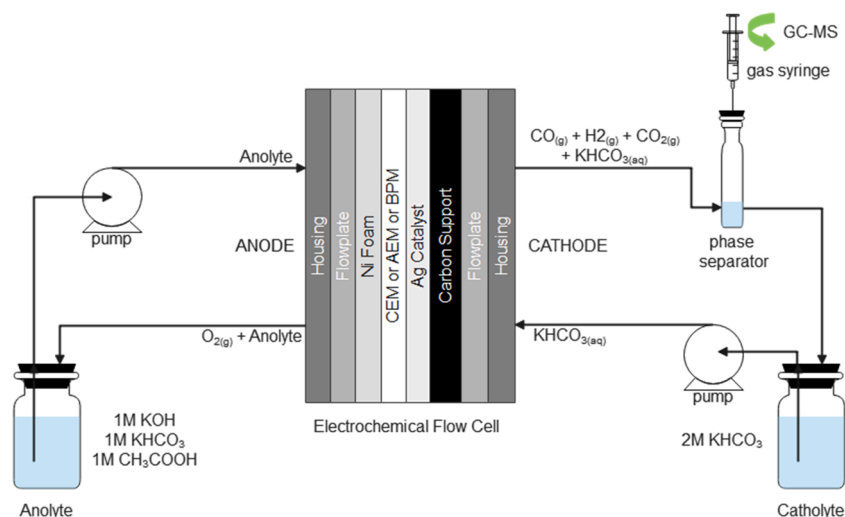 GC-MS
gas syringe
CO(g) + H2(g) + CO2(g)
+ KHCO3(aq)
Anolyte
pump
ANODE
Housing
Flowplate
Ni Foam
CEM or AEM or BPM
Ag Catalyst
Carbon Support
Flowplate
Housing
CATHODE
phase
separator
O2(g) + Anolyte
KHCO3(aq)
pump
1M KOH
1M KHCO3
1M CH3COOH
Electrochemical Flow Cell
2M KHCO3
Anolyte
Catholyte